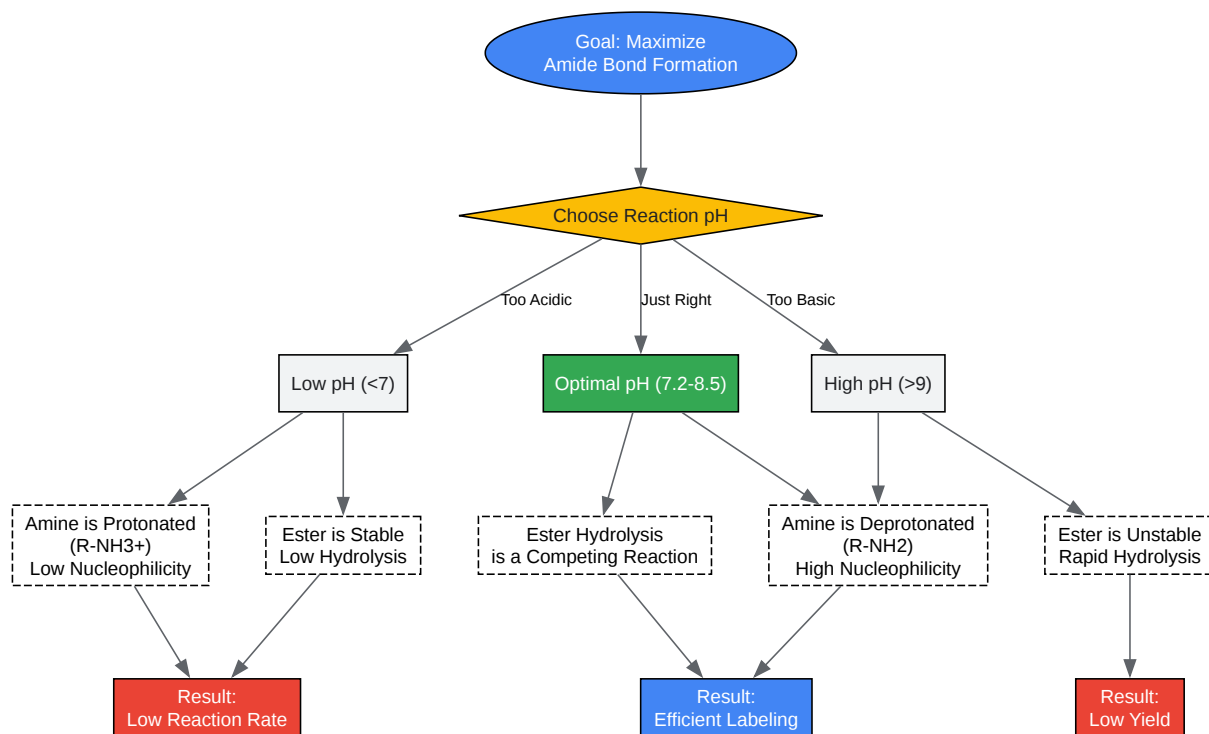 Goal: Maximize
Amide Bond Formation
Choose Reaction pH
Too Acidic
Just Right
Too Basic
Low pH (<7)
Optimal pH (7.2-8.5)
High pH (>9)
Amine is Protonated
(R-NH3+)
Low Nucleophilicity
Ester is Stable
Low Hydrolysis
Ester Hydrolysis
is a Competing Reaction
Amine is Deprotonated
(R-NH2)
High Nucleophilicity
Ester is Unstable
Rapid Hydrolysis
Result:
Low Reaction Rate
Result:
Efficient Labeling
Result:
Low Yield